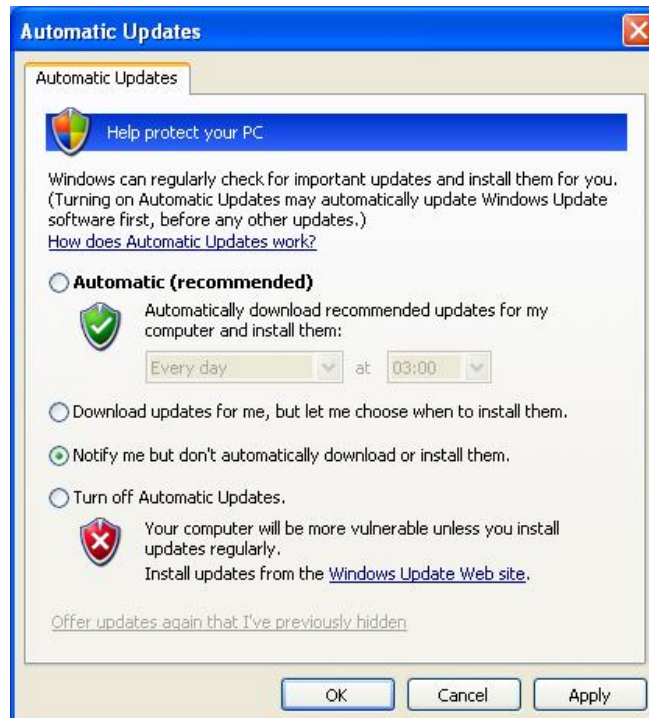 Automatic Updates
Automatic Updates
Help protect your PC
Windows can regularly check for important updates and install them for you.
(Turning on Automatic Updates may automatically update Windows Update
software first, before any other updates.)
How does Automatic Updates work?
Automatic (recommended)
Automatically download recommended updates for my
computer and install them:
Every day at 03:00
Download updates for me, but let me choose when to install them.
Notify me but don't automatically download or install them.
Turn off Automatic Updates.
Your computer will be more vulnerable unless you install
updates regularly.
Install updates from the Windows Update Web site.
Offer updates again that I've previously hidden
OK Cancel Apply